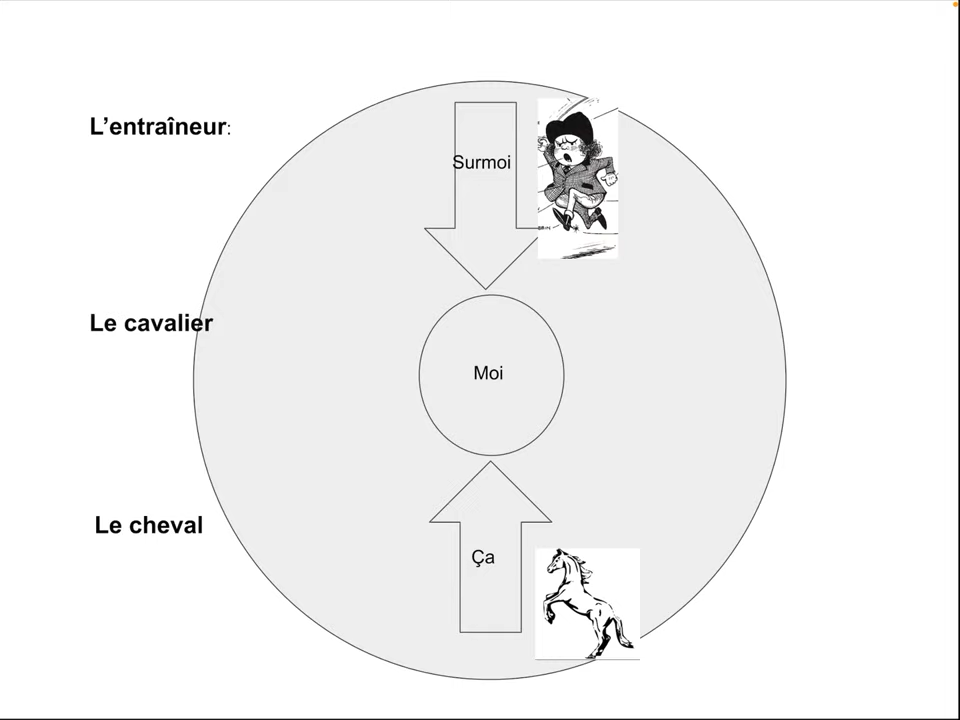 L’entraîneur:
Surmoi
Le cavalier
Moi
Le cheval
Ça